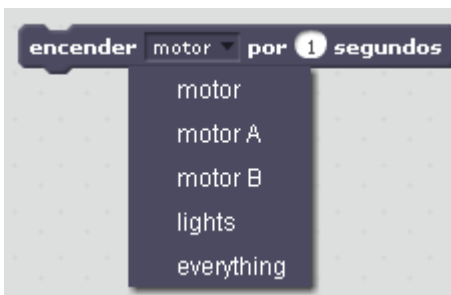 encender motor por 1 segundos
motor
motor A
motor B
lights
everything